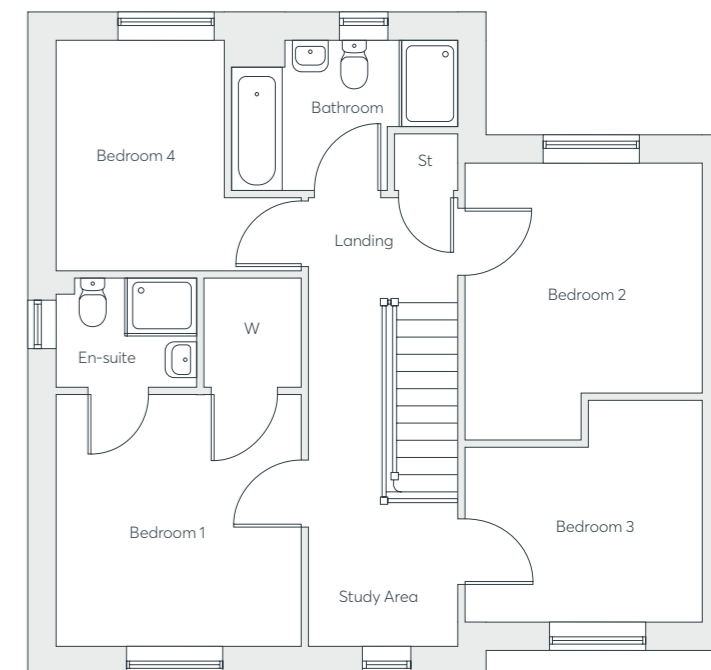 Bathroom
Bedroom 4
St
Landing
Bedroom 2
W
En-suite
Bedroom 3
Bedroom 1
Study Area